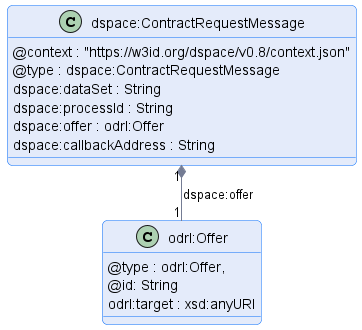 C dspace:ContractRequestMessage
@context : "https://w3id.org/dspace/v0.8/context.json"
@type : dspace:ContractRequestMessage
dspace:dataSet : String
dspace:processId : String
dspace:offer : odrl:Offer
dspace:callbackAddress : String
1
dspace:offer
1
C odrl:Offer
@type : odrl:Offer,
@id: String
odrl:target : xsd:anyURI